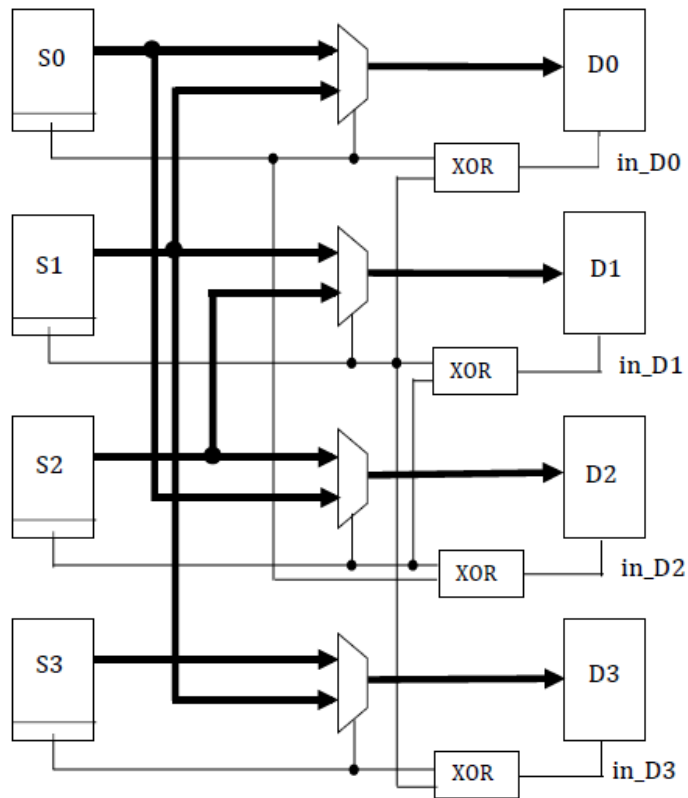 S0
D0
XOR
in_D0
S1
D1
XOR
in_D1
S2
D2
XOR
in_D2
S3
D3
XOR
in_D3